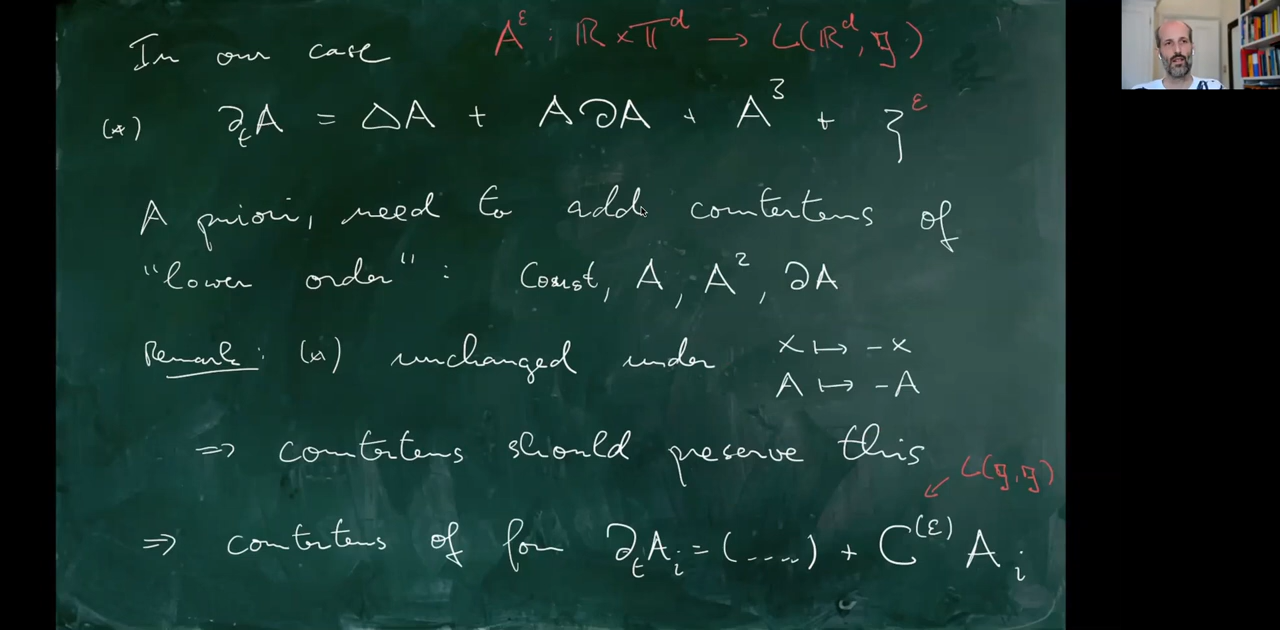 In our case A^ε : ℝ × 𝕋^d → L(ℝ^d, 𝔤)
(*) ∂_t A = ΔA + A∂A + A^3 + ξ^ε
A priori, need to add counterterms of
"lower order" : Const, A, A^2, ∂A
Remark : (*) unchanged under x ↦ -x
A ↦ -A
⇒ counterterms should preserve this
L(𝔤, 𝔤)
⇒ counterterms of form ∂_t A_i = (....) + C^(ε) A_i